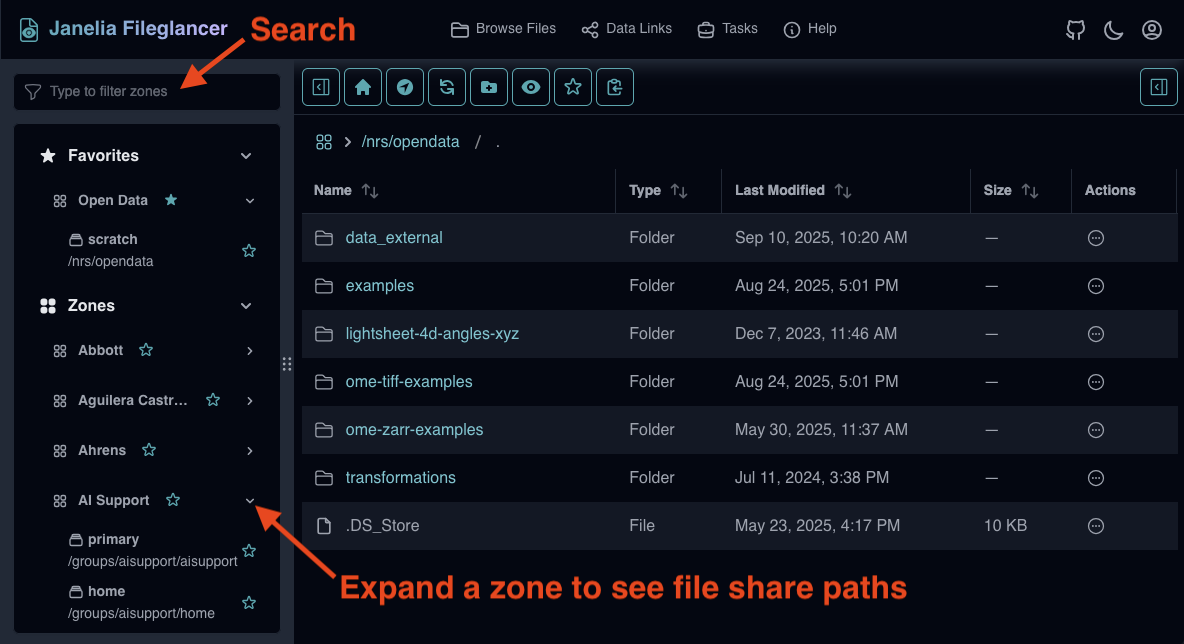 Janelia Fileglancer
Search
Browse Files
Data Links
Tasks
Help
Type to filter zones
Favorites
Open Data
scratch
/nrs/opendata
Zones
Abbott
Aguilera Castr...
Ahrens
AI Support
primary
/groups/aisupport/aisupport
home
/groups/aisupport/home
/nrs/opendata / .
Name Type Last Modified Size Actions
data_external Folder Sep 10, 2025, 10:20 AM —
examples Folder Aug 24, 2025, 5:01 PM —
lightsheet-4d-angles-xyz Folder Dec 7, 2023, 11:46 AM —
ome-tiff-examples Folder Aug 24, 2025, 5:01 PM —
ome-zarr-examples Folder May 30, 2025, 11:37 AM —
transformations Folder Jul 11, 2024, 3:38 PM —
.DS_Store File May 23, 2025, 4:17 PM 10 KB
Expand a zone to see file share paths